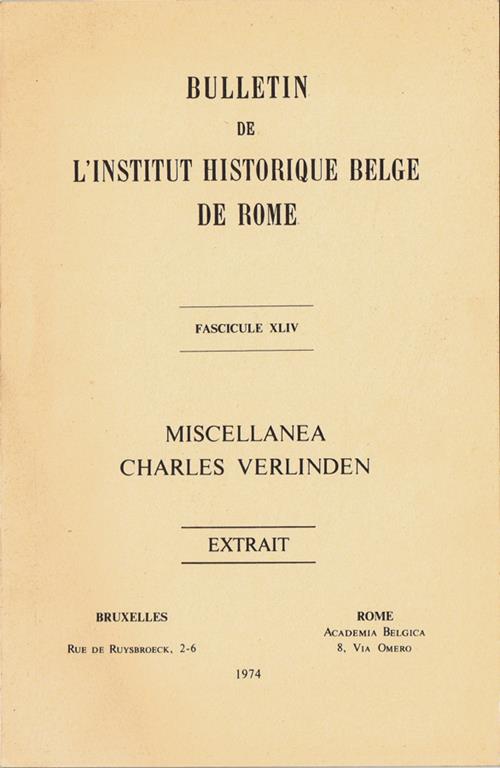 BULLETIN
DE
L'INSTITUT HISTORIQUE BELGE
DE ROME
FASCICULE XLIV
MISCELLANEA
CHARLES VERLINDEN
EXTRAIT
BRUXELLES
RUE DE RUYSBROECK, 2-6
ROME
ACADEMIA BELGICA
8, VIA OMERO
1974